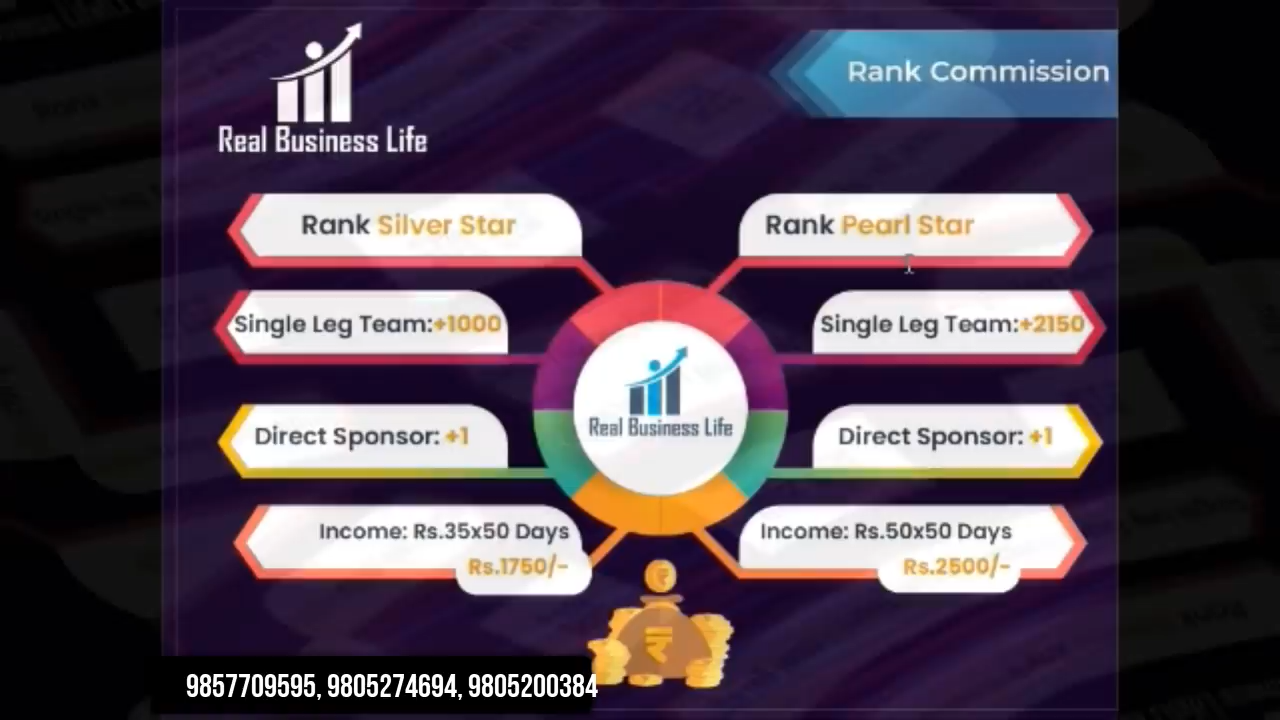 Real Business Life
Rank Commission
Rank Silver Star
Single Leg Team:+1000
Direct Sponsor: +1
Income: Rs.35x50 Days
Rs.1750/-
Rank Pearl Star
Single Leg Team:+2150
Direct Sponsor: +1
Income: Rs.50x50 Days
Rs.2500/-
Real Business Life
₹
₹
9857709595, 9805274694, 9805200384